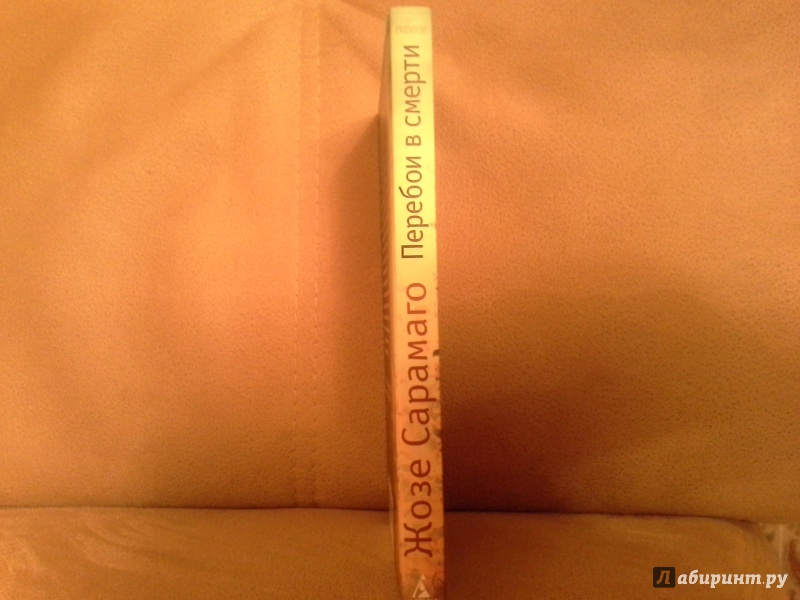 Жозе Сарамаго Перебои в смерти
Лабиринт.ру